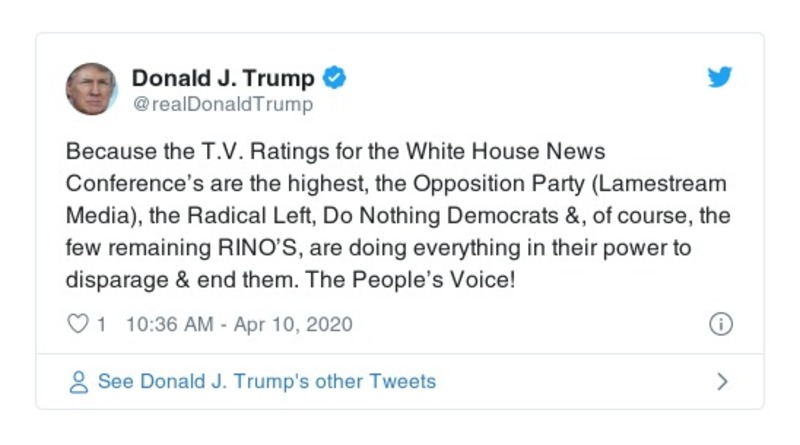 Donald J. Trump
@realDonaldTrump
Because the T.V. Ratings for the White House News
Conference's are the highest, the Opposition Party (Lamestream
Media), the Radical Left, Do Nothing Democrats &, of course, the
few remaining RINO'S, are doing everything in their power to
disparage & end them. The People's Voice!
1 10:36 AM - Apr 10, 2020
See Donald J. Trump's other Tweets